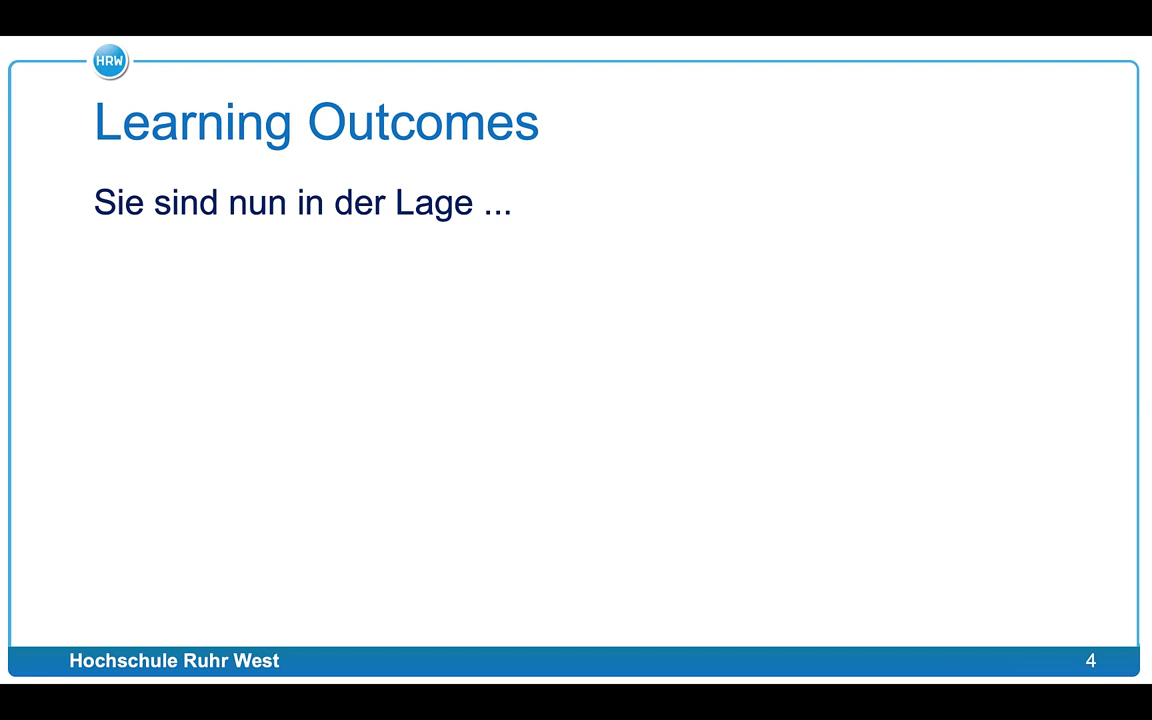 HRW
Learning Outcomes
Sie sind nun in der Lage ...
Hochschule Ruhr West
4